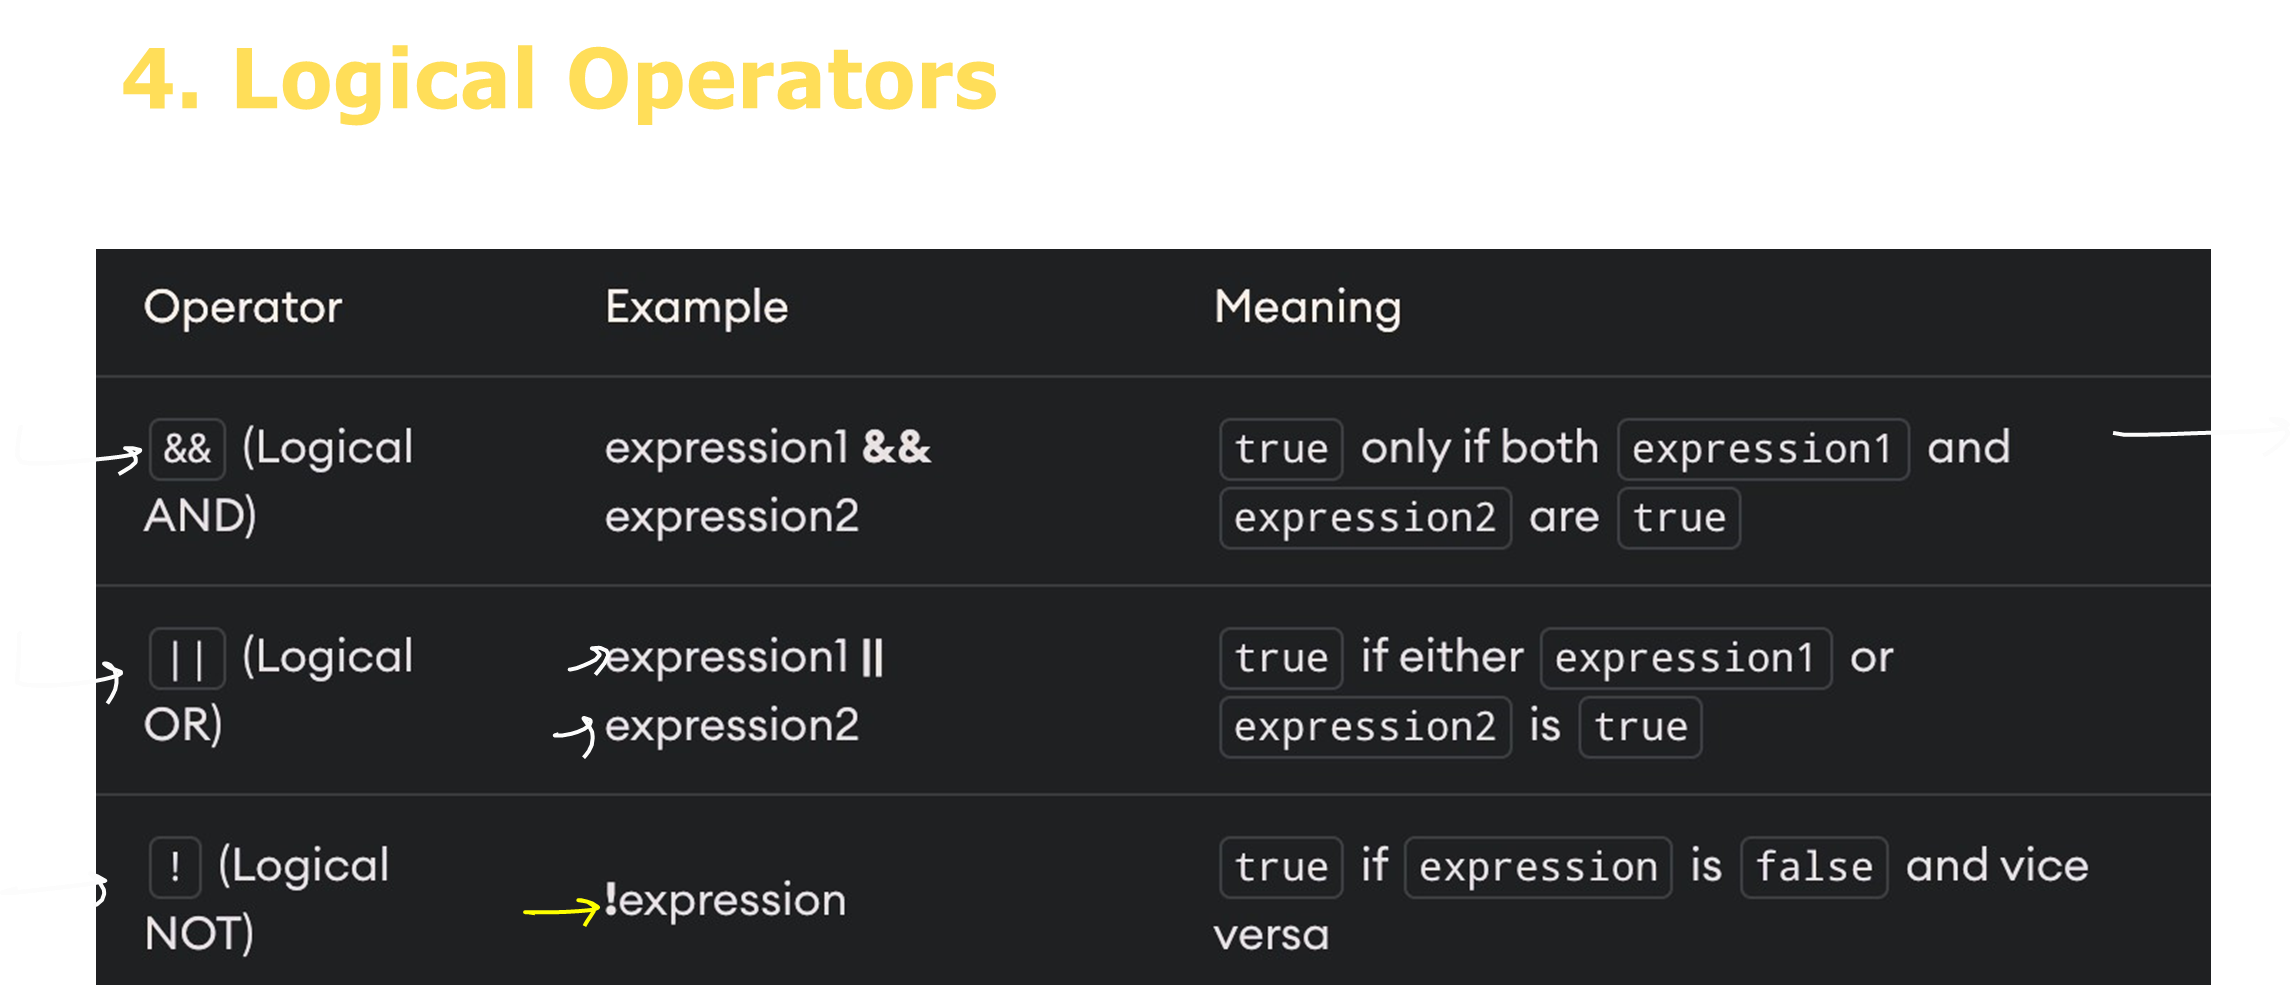 4. Logical Operators
Operator Example Meaning
&& (Logical AND) expression1 && expression2 true only if both expression1 and expression2 are true
|| (Logical OR) expression1 || expression2 true if either expression1 or expression2 is true
! (Logical NOT) !expression true if expression is false and vice versa